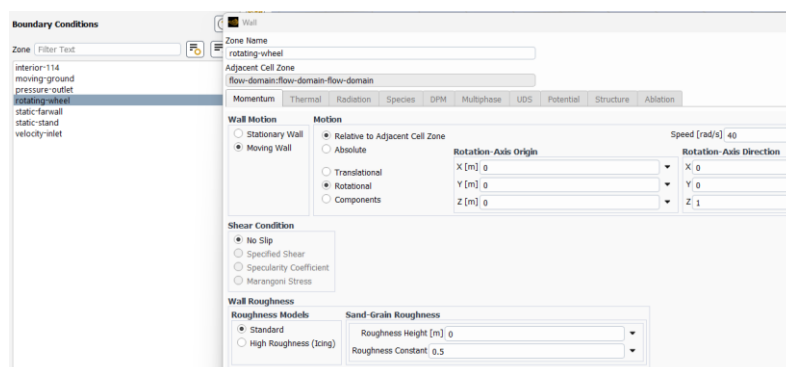 Boundary Conditions
Zone Filter Text
interior-114
moving-ground
pressure-outlet
rotating-wheel
static-farwall
static-stand
velocity-inlet
Wall
Zone Name
rotating-wheel
Adjacent Cell Zone
flow-domain:flow-domain-flow-domain
Momentum Thermal Radiation Species DPM Multiphase UDS Potential Structure Ablation
Wall Motion Motion
Stationary Wall Relative to Adjacent Cell Zone Speed [rad/s] 40
Moving Wall Absolute Rotation-Axis Origin Rotation-Axis Direction
X [m] 0 X 0
Translational
Rotational Y [m] 0 Y 0
Components Z [m] 0 Z 1
Shear Condition
No Slip
Specified Shear
Specularity Coefficient
Marangoni Stress
Wall Roughness
Roughness Models Sand-Grain Roughness
Standard Roughness Height [m] 0
High Roughness (Icing) Roughness Constant 0.5